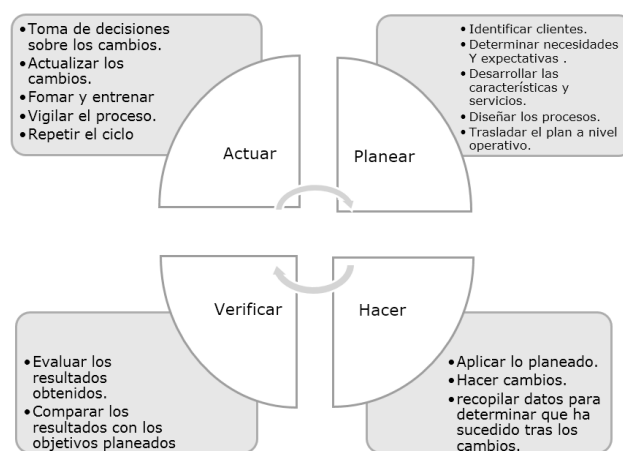 •Toma de decisiones
sobre los cambios.
•Actualizar los
cambios.
•Fomar y entrenar
•Vigilar el proceso.
•Repetir el ciclo
• Identificar clientes.
• Determinar necesidades
Y expectativas .
• Desarrollar las
características y
servicios.
• Diseñar los procesos.
• Trasladar el plan a nivel
operativo.
Actuar
Planear
Verificar
Hacer
•Evaluar los
resultados
obtenidos.
•Comparar los
resultados con los
objetivos planeados
•Aplicar lo planeado.
•Hacer cambios.
•recopilar datos para
determinar que ha
sucedido tras los
cambios.